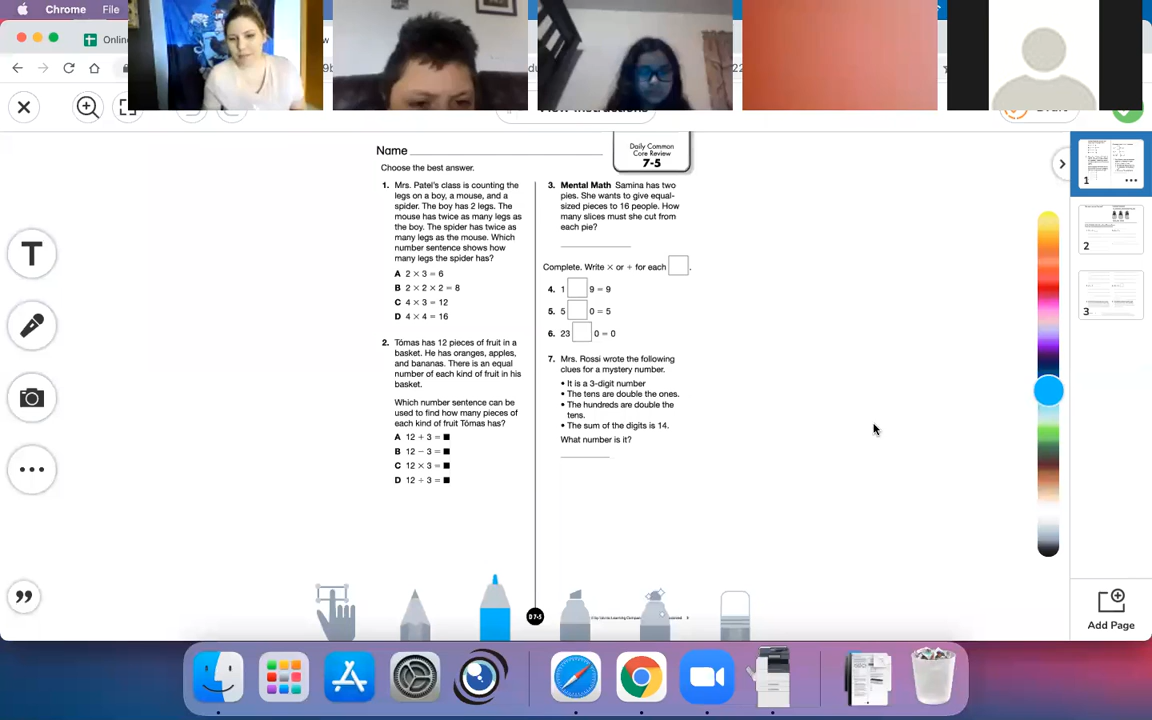 Chrome File
Onlin
Name
Daily Common
Core Review
7-5
Choose the best answer.
1. Mrs. Patel's class is counting the
legs on a boy, a mouse, and a
spider. The boy has 2 legs. The
mouse has twice as many legs as
the boy. The spider has twice as
many legs as the mouse. Which
number sentence shows how
many legs the spider has?
A 2 × 3 = 6
B 2 × 2 × 2 = 8
C 4 × 3 = 12
D 4 × 4 = 16
2. Tómas has 12 pieces of fruit in a
basket. He has oranges, apples,
and bananas. There is an equal
number of each kind of fruit in his
basket.
Which number sentence can be
used to find how many pieces of
each kind of fruit Tómas has?
A 12 + 3 = ■
B 12 − 3 = ■
C 12 × 3 = ■
D 12 ÷ 3 = ■
3. Mental Math Samina has two
pies. She wants to give equal-
sized pieces to 16 people. How
many slices must she cut from
each pie?
Complete. Write × or + for each □.
4. 1 □ 9 = 9
5. 5 □ 0 = 5
6. 23 □ 0 = 0
7. Mrs. Rossi wrote the following
clues for a mystery number.
• It is a 3-digit number
• The tens are double the ones.
• The hundreds are double the
tens.
• The sum of the digits is 14.
What number is it?
D 7-5
T
1
2
3
Add Page